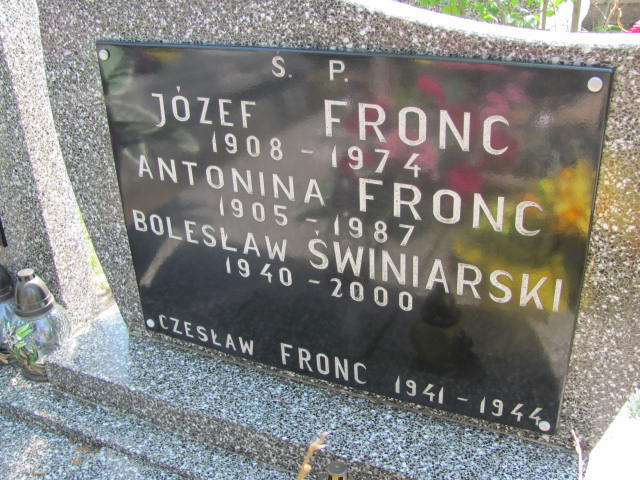 S. P.
JÓZEF FRONC
1908 - 1974
ANTONINA FRONC
1905 - 1987
BOLESŁAW ŚWINIARSKI
1940 - 2000
CZESŁAW FRONC 1941 - 1944